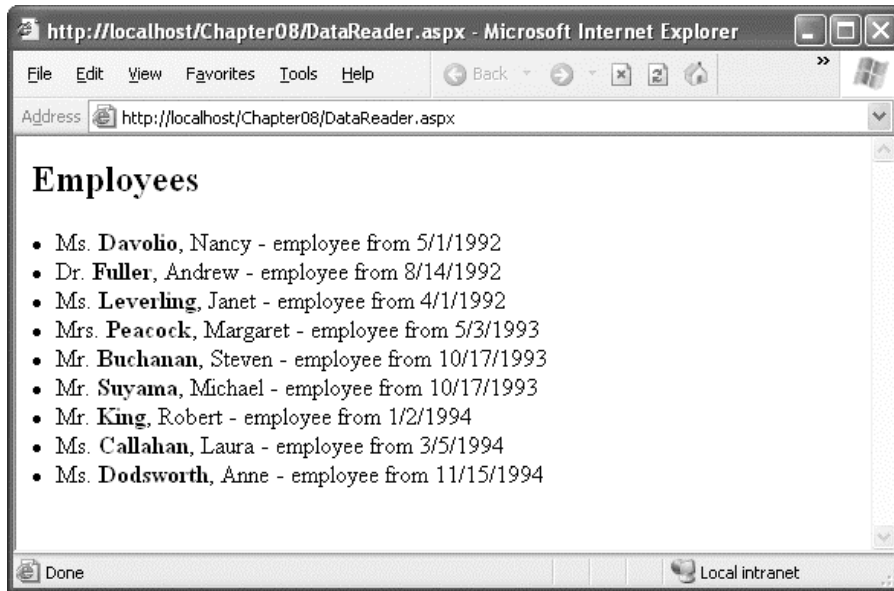 http://localhost/Chapter08/DataReader.aspx - Microsoft Internet Explorer
File Edit View Favorites Tools Help Back »
Address http://localhost/Chapter08/DataReader.aspx
Employees
• Ms. Davolio, Nancy - employee from 5/1/1992
• Dr. Fuller, Andrew - employee from 8/14/1992
• Ms. Leverling, Janet - employee from 4/1/1992
• Mrs. Peacock, Margaret - employee from 5/3/1993
• Mr. Buchanan, Steven - employee from 10/17/1993
• Mr. Suyama, Michael - employee from 10/17/1993
• Mr. King, Robert - employee from 1/2/1994
• Ms. Callahan, Laura - employee from 3/5/1994
• Ms. Dodsworth, Anne - employee from 11/15/1994
Done Local intranet